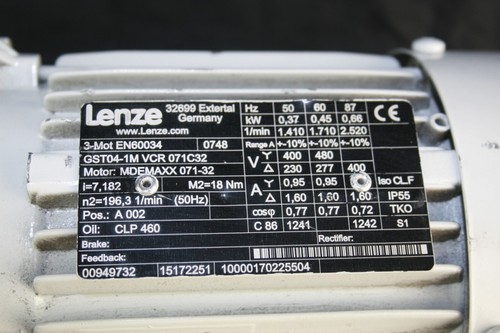 Lenze 32699 Extertal Germany
www.Lenze.com
3-Mot EN60034 0748
GST04-1M VCR 071C32
Motor: MDEMAXX 071-32
i=7,182 M2=18 Nm
n2=196,3 1/min (50Hz)
Pos.: A 002
Oil: CLP 460
Hz 50 60 87 CE
kW 0,37 0,45 0,66
1/min 1.410 1.710 2.520
Range A +-10% +-10% +-10%
V 400 480
230 277 400
A 0,95 0,95 Iso CLF
1,60 1,60 1,60 IP55
cosφ 0,77 0,77 0,72 TKO
C 86 1241 1242 S1
Brake: Rectifier:
Feedback:
00949732 15172251 10000170225504